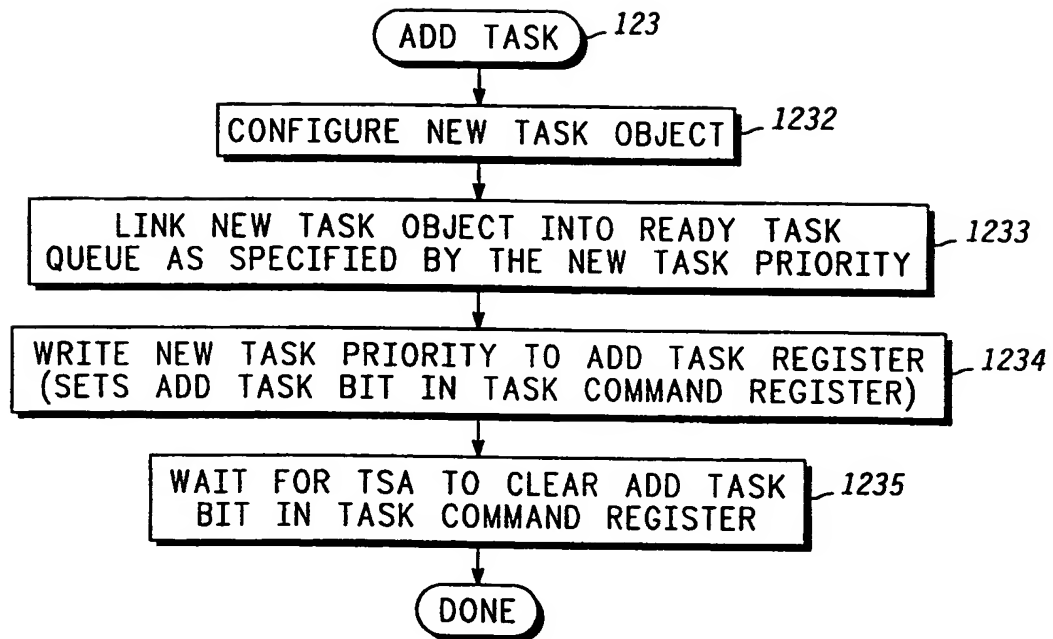 ADD TASK 123
CONFIGURE NEW TASK OBJECT 1232
LINK NEW TASK OBJECT INTO READY TASK
QUEUE AS SPECIFIED BY THE NEW TASK PRIORITY 1233
WRITE NEW TASK PRIORITY TO ADD TASK REGISTER
(SETS ADD TASK BIT IN TASK COMMAND REGISTER) 1234
WAIT FOR TSA TO CLEAR ADD TASK
BIT IN TASK COMMAND REGISTER 1235
DONE